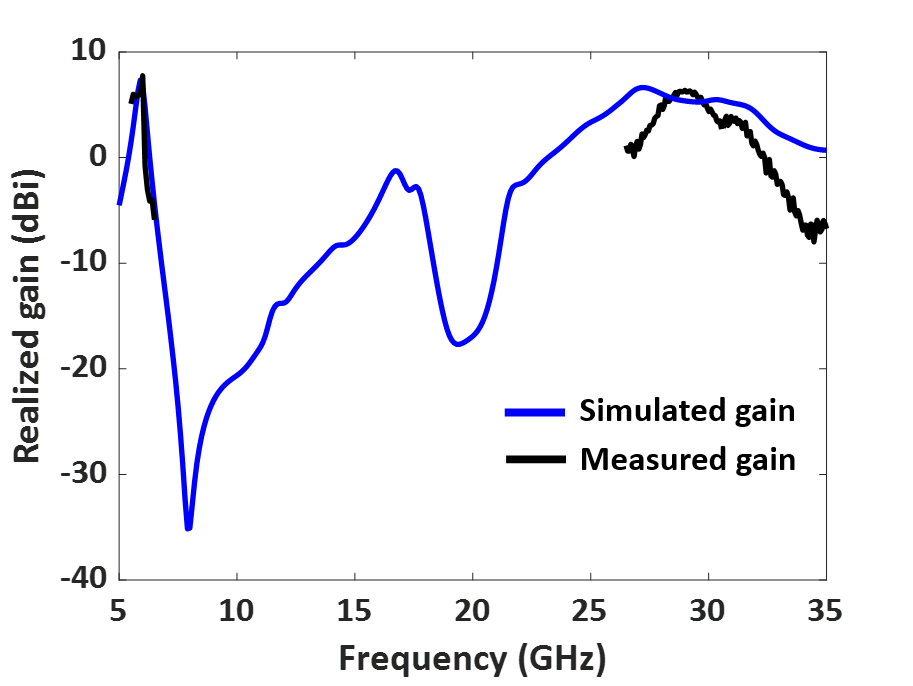 10
0
-10
-20
-30
-40
Realized gain (dBi)
Simulated gain
Measured gain
5 10 15 20 25 30 35
Frequency (GHz)